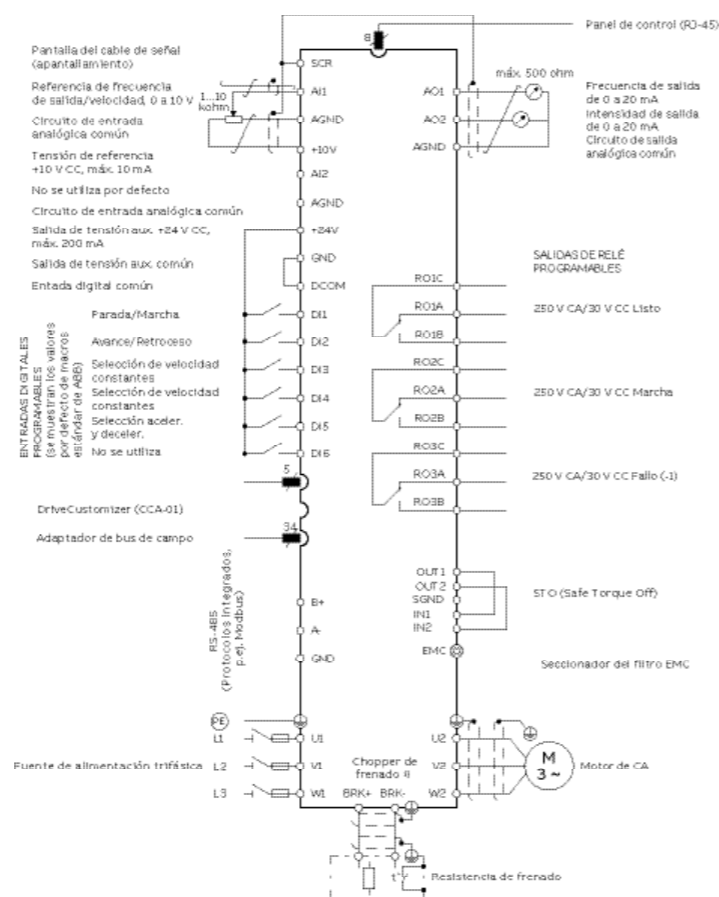 Panel de control (RJ-45)
8
Pantalla del cable de señal
(apantallamiento)
SCR
máx. 500 ohm
Referencia de frecuencia
de salida/velocidad, 0 a 10 V
1...10
kohm
AI1
AO1
Frecuencia de salida
de 0 a 20 mA
Circuito de entrada
analógica común
AGND
AO2
Intensidad de salida
de 0 a 20 mA
Tensión de referencia
+10 V CC, máx. 10 mA
+10V
AGND
Circuito de salida
analógica común
No se utiliza por defecto
AI2
Circuito de entrada analógica común
AGND
Salida de tensión aux. +24 V CC,
máx. 200 mA
+24V
Salida de tensión aux. común
GND
SALIDAS DE RELÉ
PROGRAMABLES
Entada digital común
DCOM
RO1C
ENTRADAS DIGITALES
PROGRAMABLES
(se muestran los valores
por defecto de macros
estándar de ABB)
Parada/Marcha
DI1
RO1A
250 V CA/30 V CC Listo
Avance/Retroceso
DI2
RO1B
Selección de velocidad
constantes
DI3
RO2C
Selección de velocidad
constantes
DI4
RO2A
250 V CA/30 V CC Marcha
Selección aceler.
y deceler.
DI5
RO2B
No se utiliza
DI6
RO3C
5
RO3A
250 V CA/30 V CC Fallo (-1)
DriveCustomizer (CCA-01)
RO3B
34
Adaptador de bus de campo
RS-485
(Protocolos integrados,
p.ej. Modbus)
OUT1
OUT2
SGND
IN1
IN2
STO (Safe Torque Off)
B+
A-
GND
EMC
Seccionador del filtro EMC
PE
L1
U1
U2
Fuente de alimentación trifásica
L2
V1
Chopper de
frenado
V2
M
3 ~
Motor de CA
L3
W1
BRK+
BRK-
W2
t°
Resistencia de frenado